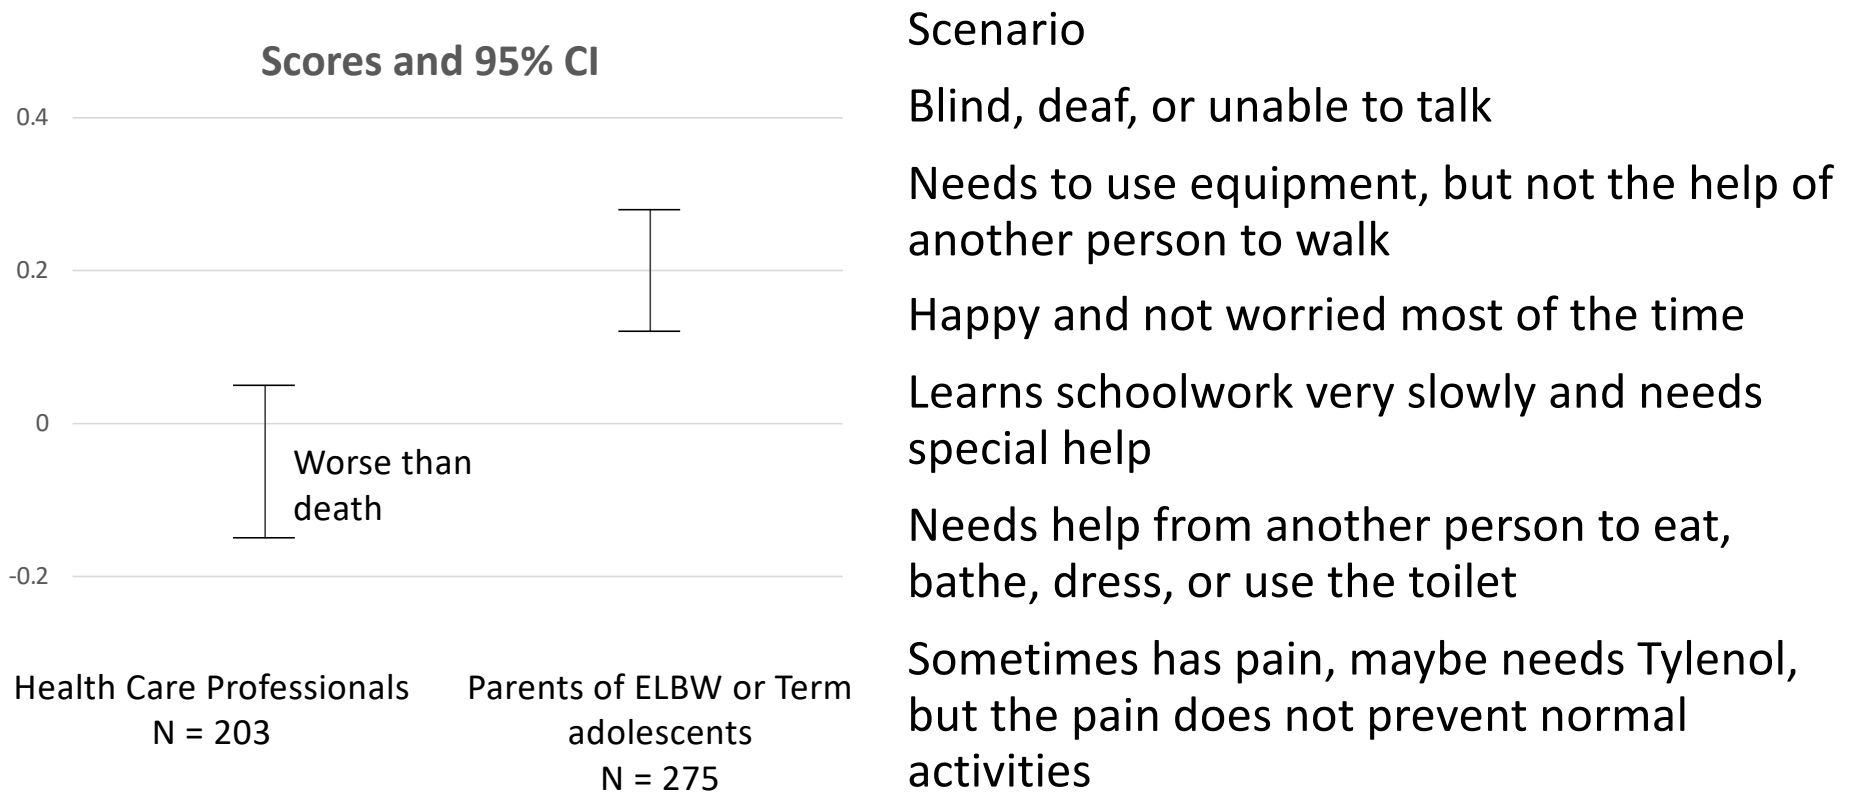 Scores and 95% CI
0.4
0.2
0
-0.2
Worse than
death
Health Care Professionals
N = 203
Parents of ELBW or Term
adolescents
N = 275
Scenario
Blind, deaf, or unable to talk
Needs to use equipment, but not the help of
another person to walk
Happy and not worried most of the time
Learns schoolwork very slowly and needs
special help
Needs help from another person to eat,
bathe, dress, or use the toilet
Sometimes has pain, maybe needs Tylenol,
but the pain does not prevent normal
activities